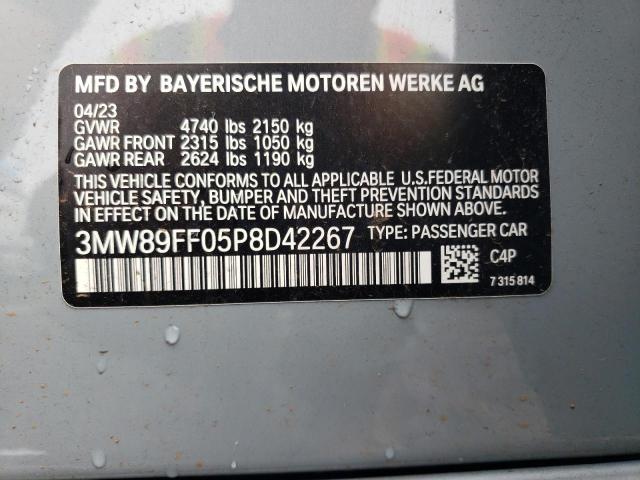 MFD BY BAYERISCHE MOTOREN WERKE AG
04/23
GVWR 4740 lbs 2150 kg
GAWR FRONT 2315 lbs 1050 kg
GAWR REAR 2624 lbs 1190 kg
THIS VEHICLE CONFORMS TO ALL APPLICABLE U.S.FEDERAL MOTOR
VEHICLE SAFETY, BUMPER AND THEFT PREVENTION STANDARDS
IN EFFECT ON THE DATE OF MANUFACTURE SHOWN ABOVE.
3MW89FF05P8D42267 TYPE: PASSENGER CAR
C4P
7 315 814